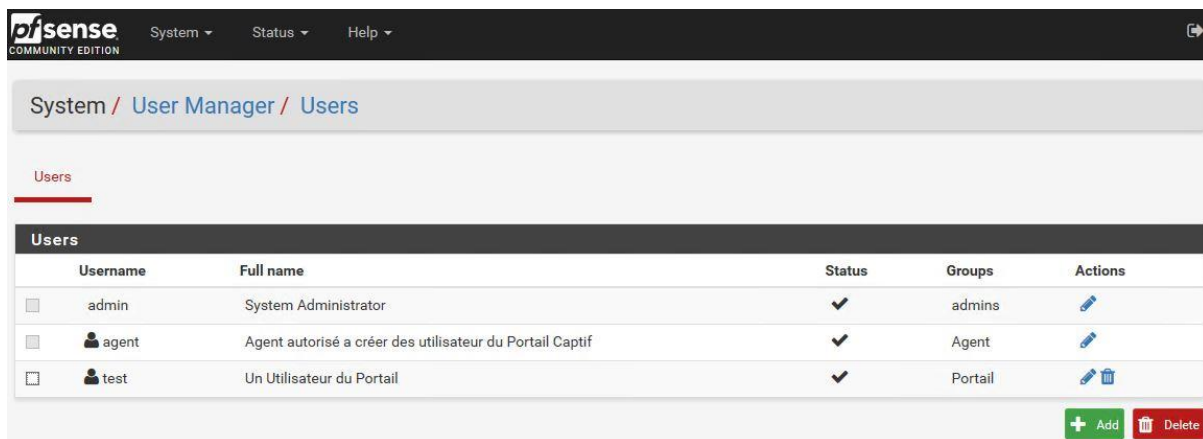 pfsense System Status Help
COMMUNITY EDITION
System / User Manager / Users
Users
Users
Username Full name Status Groups Actions
admin System Administrator admins
agent Agent autorisé a créer des utilisateur du Portail Captif Agent
test Un Utilisateur du Portail Portail
Add Delete